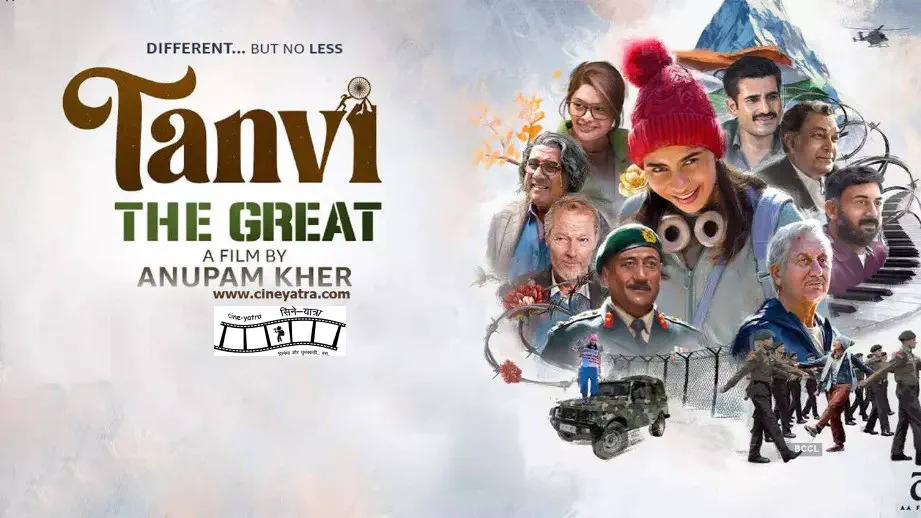 DIFFERENT... BUT NO LESS
Tanvi
THE GREAT
A FILM BY
ANUPAM KHER
www.cineyatra.com
cine-yatra सिने-यात्रा
BCCL